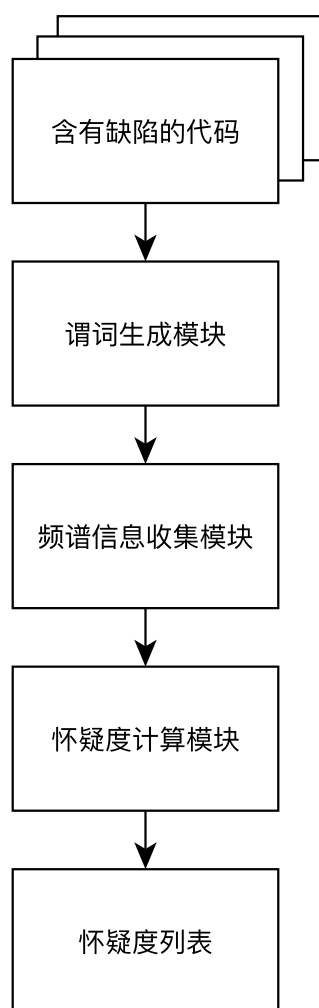 含有缺陷的代码
谓词生成模块
频谱信息收集模块
怀疑度计算模块
怀疑度列表